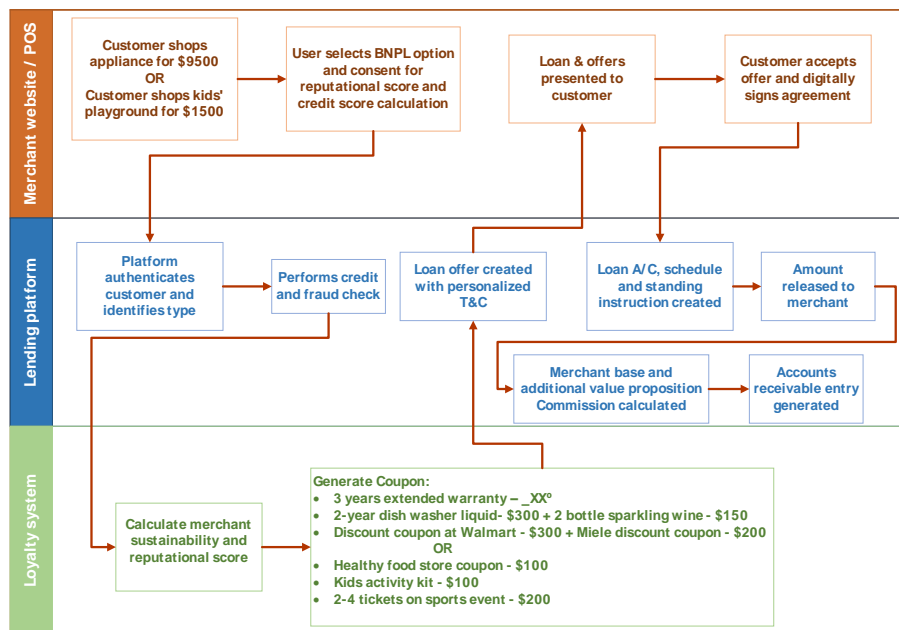 Merchant website / POS
Customer shops
appliance for $9500
OR
Customer shops kids'
playground for $1500
User selects BNPL option
and consent for
reputational score and
credit score calculation
Loan & offers
presented to
customer
Customer accepts
offer and digitally
signs agreement
Lending platform
Platform
authenticates
customer and
identifies type
Performs credit
and fraud check
Loan offer created
with personalized
T&C
Loan A/C, schedule
and standing
instruction created
Amount
released to
merchant
Merchant base and
additional value proposition
Commission calculated
Accounts
receivable entry
generated
Loyalty system
Calculate merchant
sustainability and
reputational score
Generate Coupon:
• 3 years extended warranty – _XXº
• 2-year dish washer liquid- $300 + 2 bottle sparkling wine - $150
• Discount coupon at Walmart - $300 + Miele discount coupon - $200
OR
• Healthy food store coupon - $100
• Kids activity kit - $100
• 2-4 tickets on sports event - $200